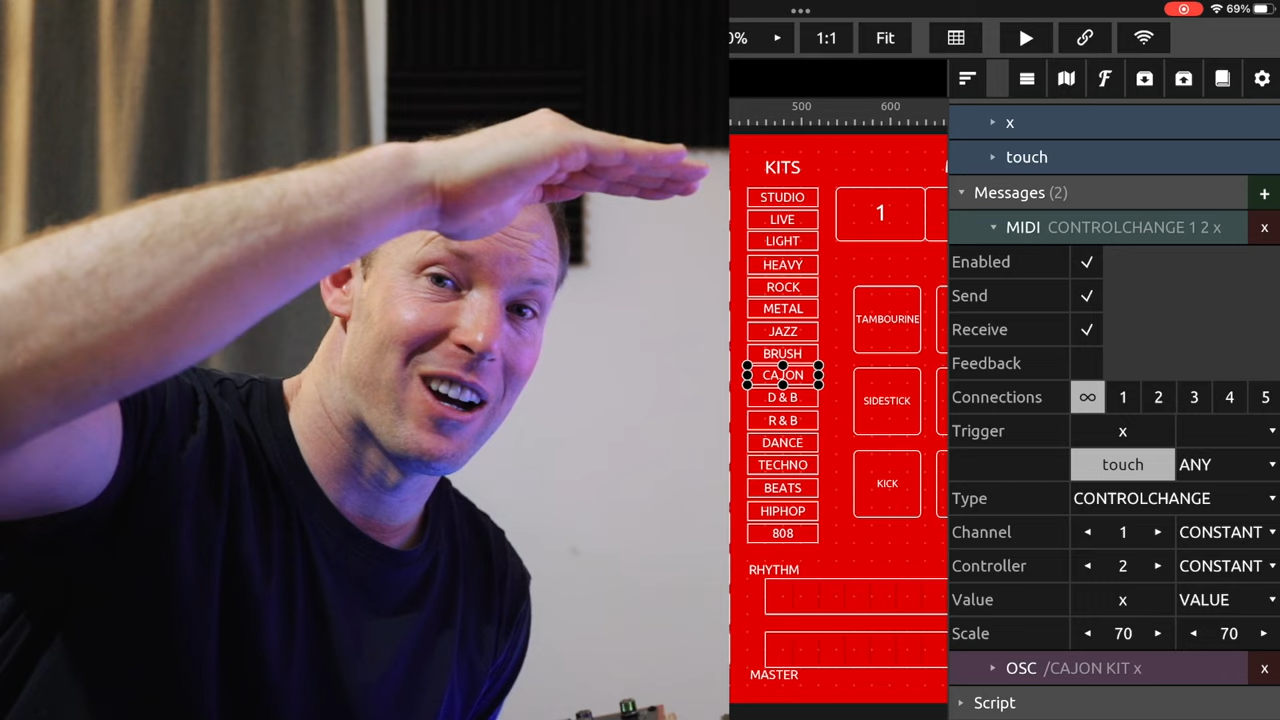 69%
0% ▸ 1:1 Fit
500 600
x
touch
Messages (2) +
MIDI CONTROLCHANGE 1 2 x x
Enabled ✓
Send ✓
Receive ✓
Feedback
Connections ∞ 1 2 3 4 5
Trigger x
touch ANY
Type CONTROLCHANGE
Channel 1 CONSTANT
Controller 2 CONSTANT
Value x VALUE
Scale 70 70
OSC /CAJON KIT x x
Script
KITS
STUDIO
LIVE
LIGHT
HEAVY
ROCK
METAL
JAZZ
BRUSH
CAJON
D & B
R & B
DANCE
TECHNO
BEATS
HIPHOP
808
1
TAMBOURINE
SIDESTICK
KICK
RHYTHM
MASTER